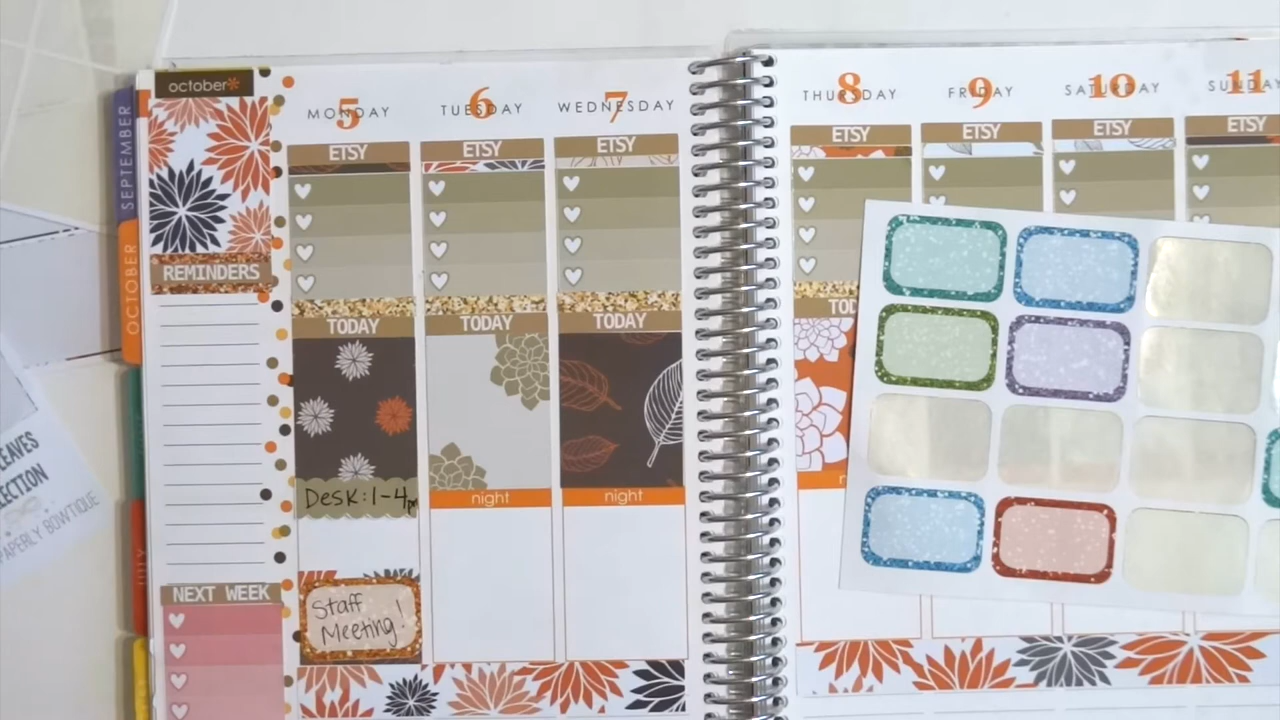 october*
SEPTEMBER
OCTOBER
JULY
MONDAY 5
TUESDAY 6
WEDNESDAY 7
THURSDAY 8
FRIDAY 9
SATURDAY 10
11
ETSY
ETSY
ETSY
ETSY
ETSY
ETSY
ETSY
REMINDERS
TODAY
TODAY
TODAY
Desk: 1-4pm
night
night
Staff
Meeting!
NEXT WEEK
LEAVES
PAPERLY BOWTIQUE